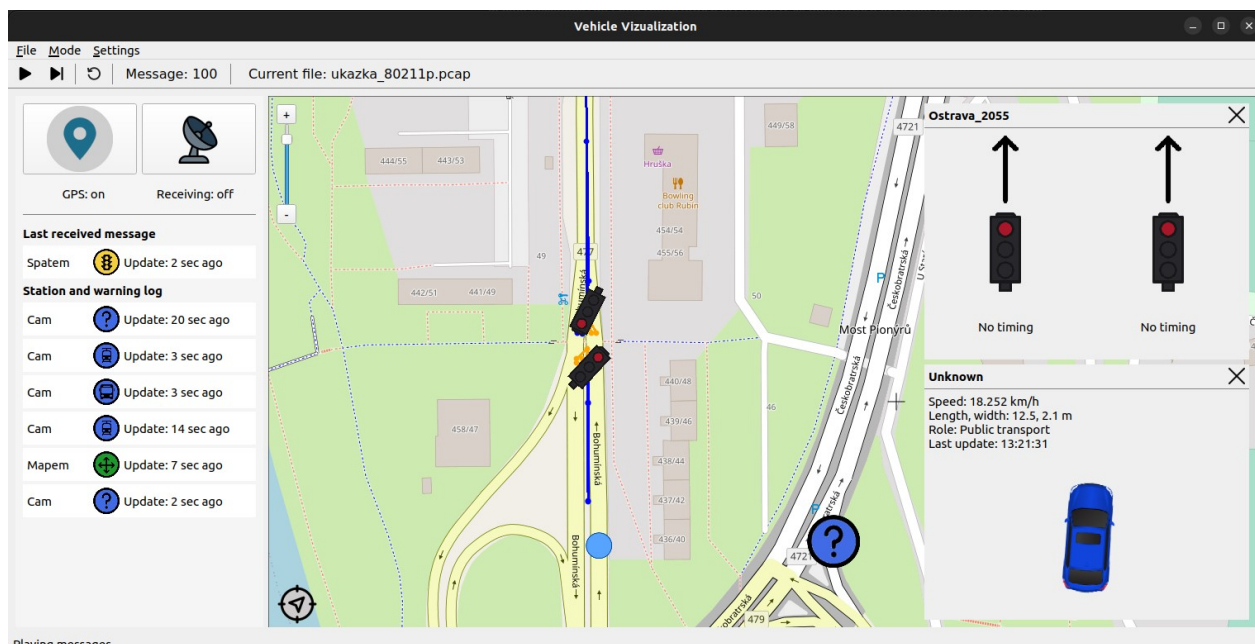 Vehicle Vizualization
File Mode Settings
Message: 100 Current file: ukazka_80211p.pcap
GPS: on Receiving: off
Last received message
Spatem Update: 2 sec ago
Station and warning log
Cam ? Update: 20 sec ago
Cam Update: 3 sec ago
Cam Update: 3 sec ago
Cam Update: 14 sec ago
Mapem Update: 7 sec ago
Cam ? Update: 2 sec ago
+
-
444/55
443/53
Hruška
Bowling
club Rubín
454/54
455/56
449/58
4721
49
477
442/51
441/49
50
P
Českobratrská
Most Pionýrů
Českobratrská
440/48
439/46
46
458/47
438/44
437/42
436/40
Bohumínská
Bohumínská
Bohumínská
P
?
479
Ostrava_2055
No timing No timing
Unknown
Speed: 18.252 km/h
Length, width: 12.5, 2.1 m
Role: Public transport
Last update: 13:21:31
Playing messages